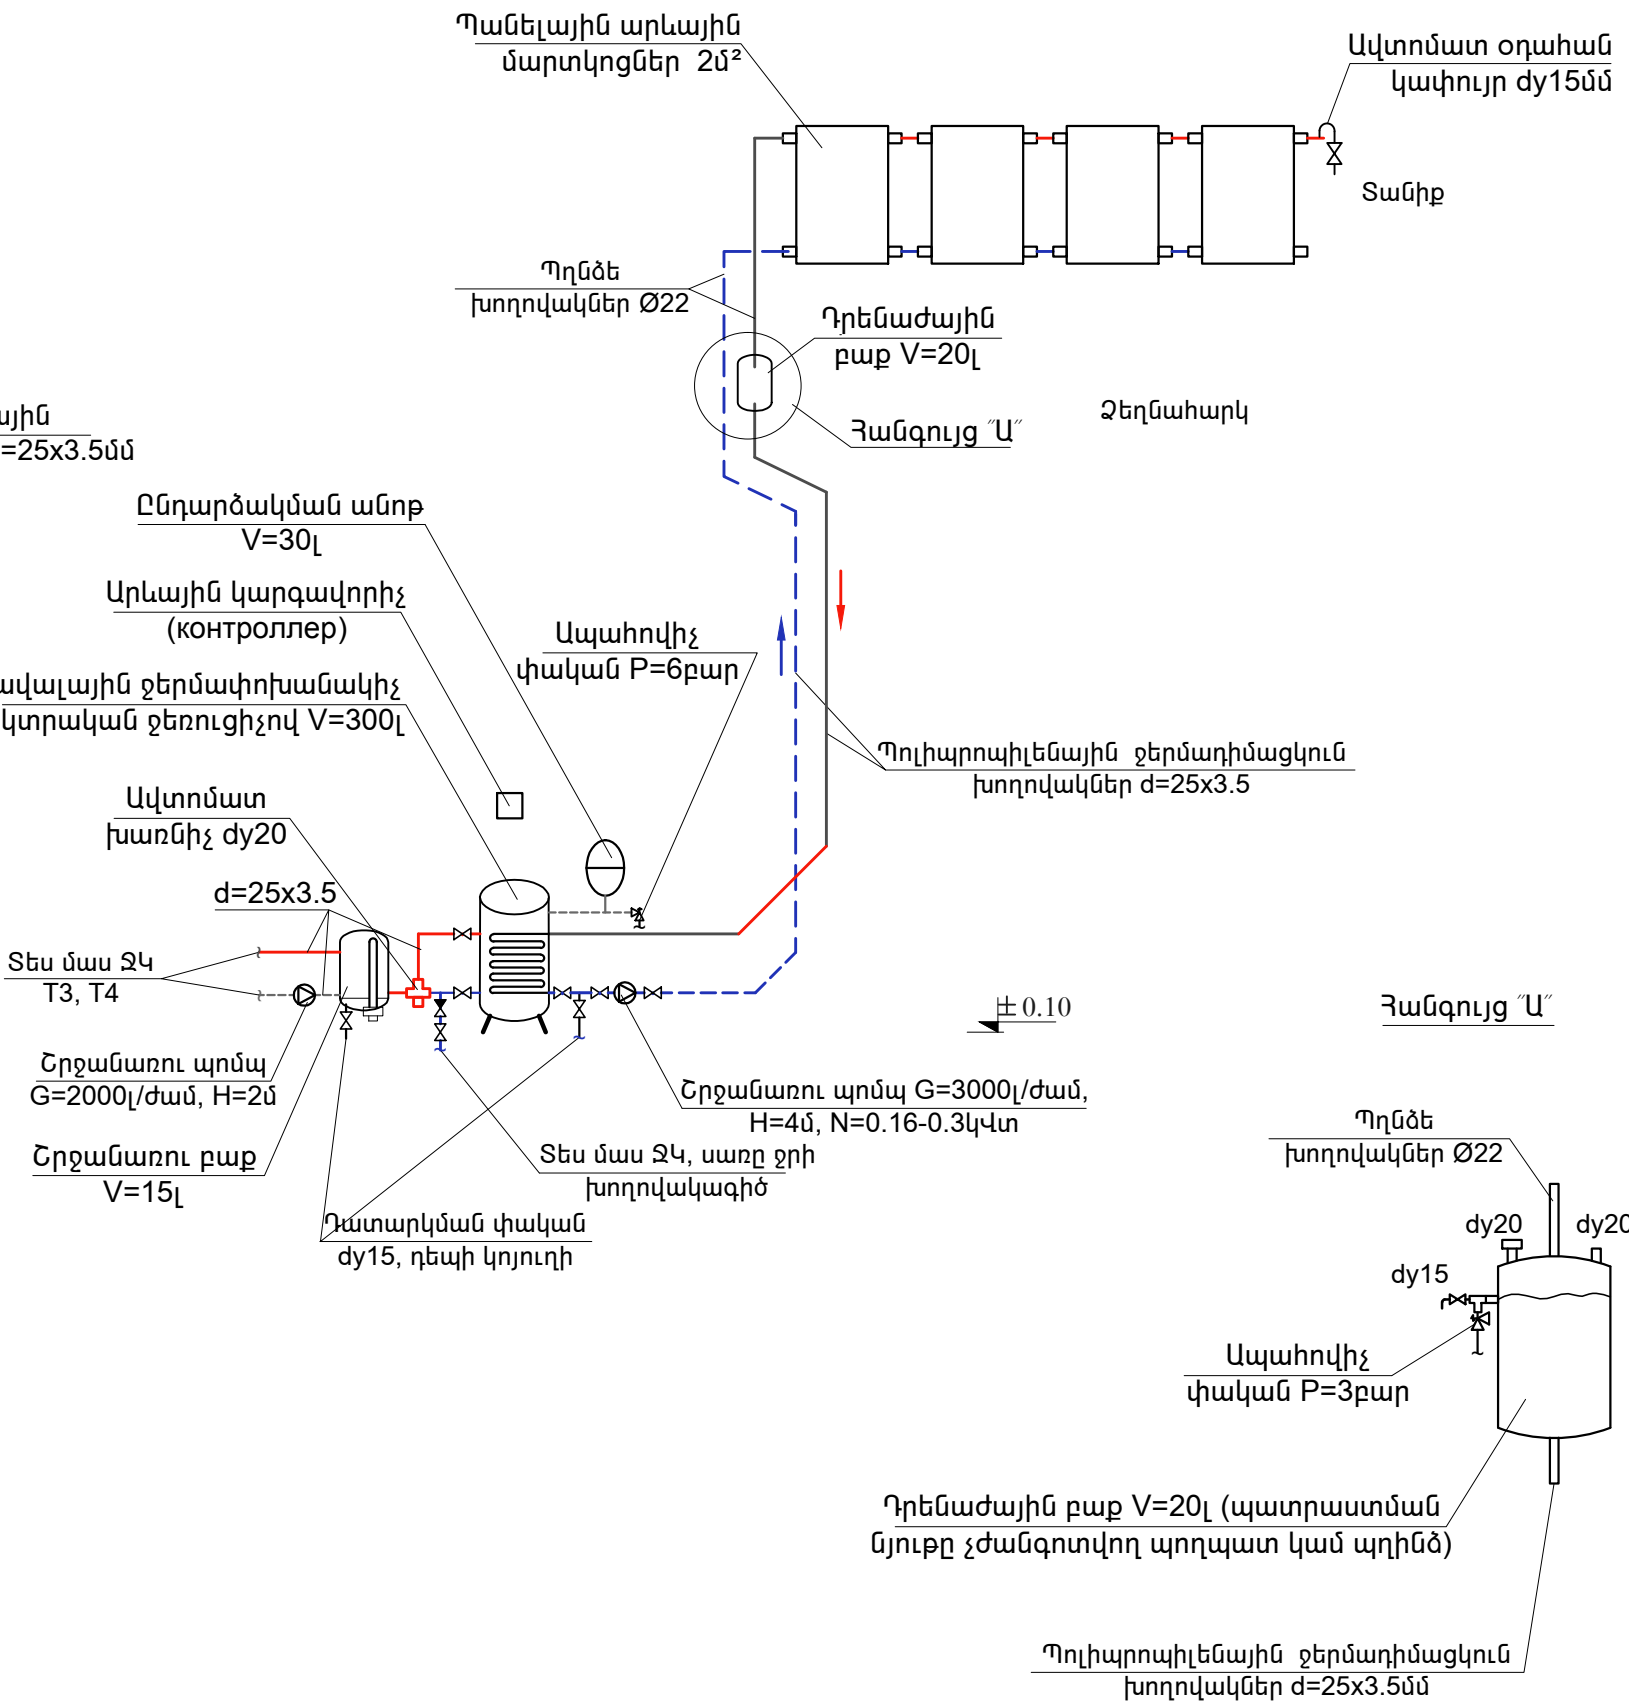 Պանելային արևային
մարտկոցներ 2մ²
Ավտոմատ օդահան
կափույր dy15մմ
Տանիք
Պղնձե
խողովակներ Ø22
Դրենաժային
բաք V=20լ
Հանգույց ˝Ա˝
Ձեղնահարկ
=25x3.5մմ
Ընդարձակման անոթ
V=30լ
Արևային կարգավորիչ
(контроллер)
Ապահովիչ
փական P=6բար
ջերմափոխանակիչ
ջեռուցիչով V=300լ
Պոլիպրոպիլենային ջերմադիմացկուն
խողովակներ d=25x3.5
Ավտոմատ
խառնիչ dy20
d=25x3.5
Տես մաս ՋԿ
T3, T4
± 0.10
Հանգույց ˝Ա˝
Շրջանառու պոմպ
G=2000լ/ժամ, H=2մ
Շրջանառու պոմպ G=3000լ/ժամ,
H=4մ, N=0.16-0.3կՎտ
Շրջանառու բաք
V=15լ
Տես մաս ՋԿ, սառը ջրի
խողովակագիծ
Դատարկման փական
dy15, դեպի կոյուղի
Պղնձե
խողովակներ Ø22
dy20
dy20
dy15
Ապահովիչ
փական P=3բար
Դրենաժային բաք V=20լ (պատրաստման
նյութը չժանգոտվող պողպատ կամ պղինձ)
Պոլիպրոպիլենային ջերմադիմացկուն
խողովակներ d=25x3.5մմ